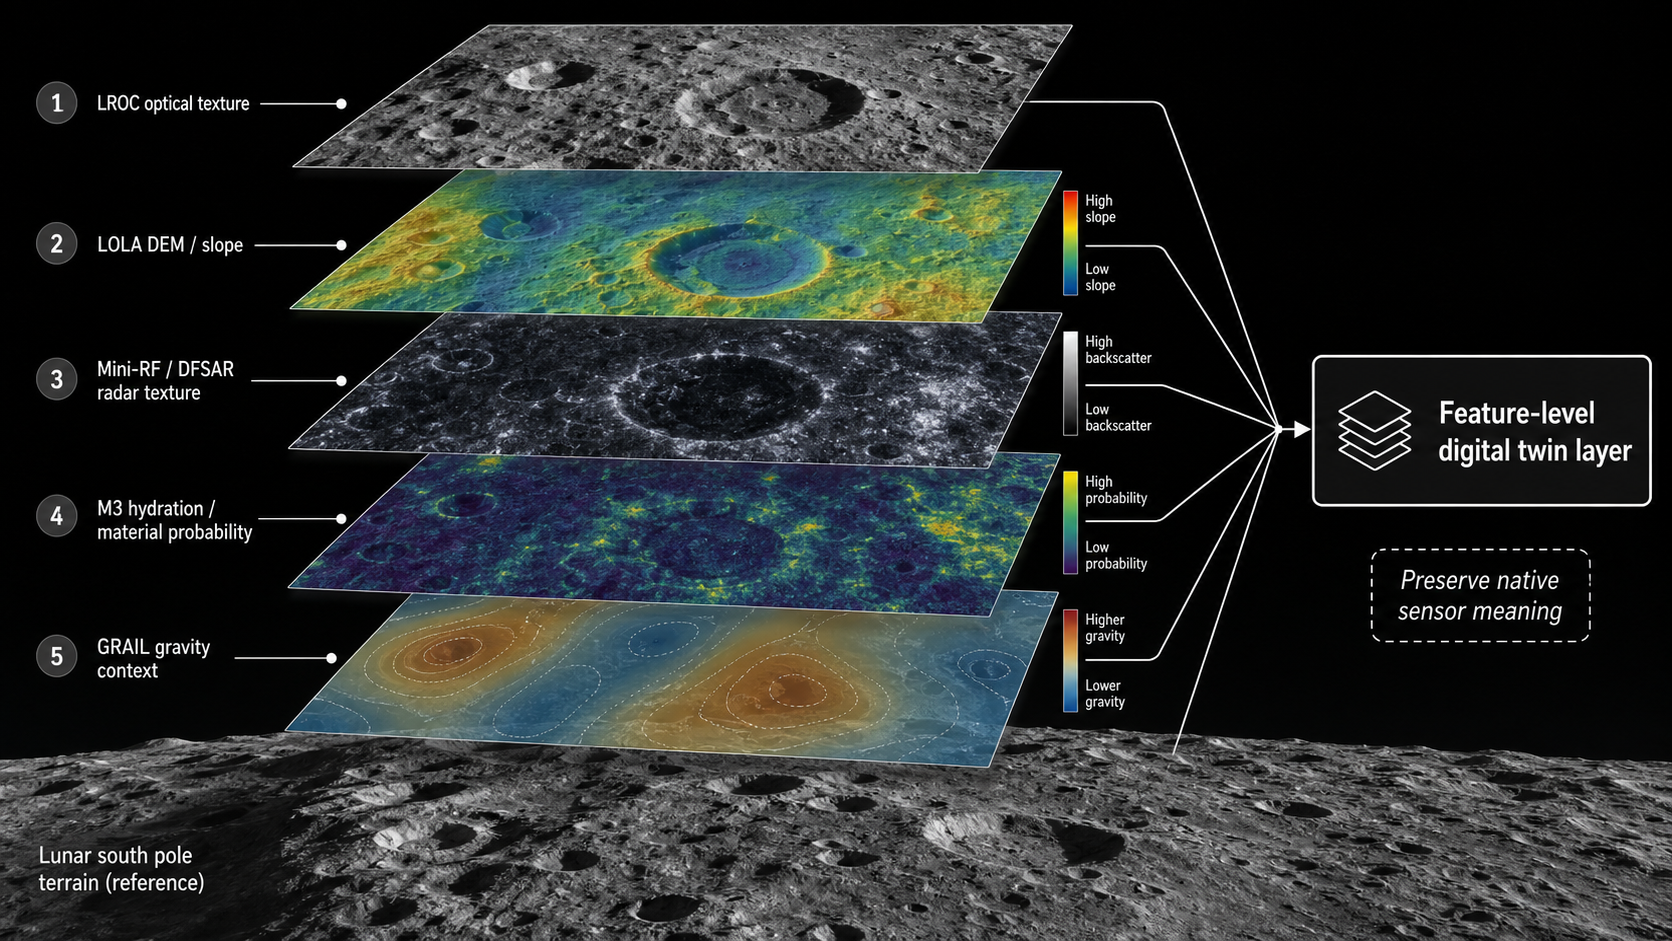 1
LROC optical texture
2
LOLA DEM / slope
High
slope
Low
slope
3
Mini-RF / DFSAR
radar texture
High
backscatter
Low
backscatter
4
M3 hydration /
material probability
High
probability
Low
probability
5
GRAIL gravity
context
Higher
gravity
Lower
gravity
Feature-level
digital twin layer
Preserve native
sensor meaning
Lunar south pole
terrain (reference)